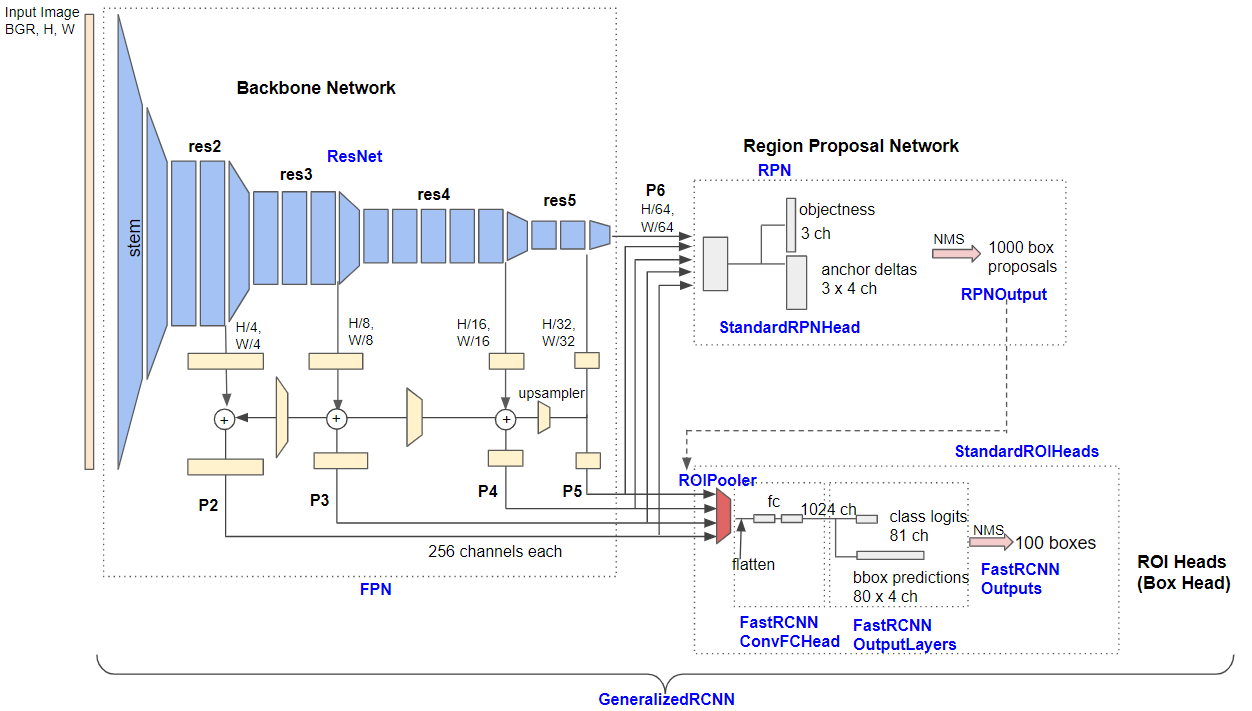 Input Image
BGR, H, W
Backbone Network
ResNet
stem
res2
res3
res4
res5
H/4,
W/4
H/8,
W/8
H/16,
W/16
H/32,
W/32
upsampler
+
+
+
P2
P3
P4
P5
256 channels each
FPN
P6
H/64,
W/64
Region Proposal Network
RPN
objectness
3 ch
anchor deltas
3 x 4 ch
StandardRPNHead
NMS
1000 box
proposals
RPNOutput
StandardROIHeads
ROIPooler
fc
1024 ch
flatten
class logits
81 ch
bbox predictions
80 x 4 ch
NMS
100 boxes
FastRCNN
Outputs
FastRCNN
ConvFCHead
FastRCNN
OutputLayers
ROI Heads
(Box Head)
GeneralizedRCNN